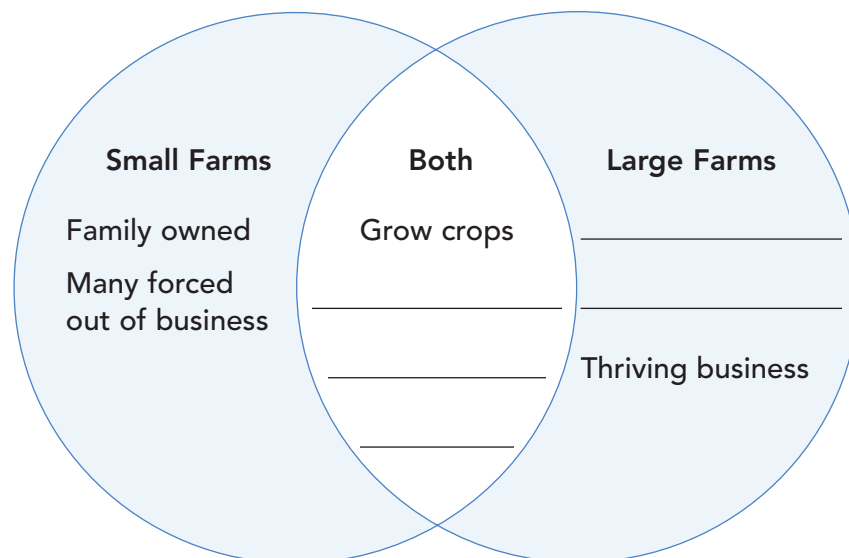 Small Farms
Family owned
Many forced
out of business
Both
Grow crops
Large Farms
Thriving business